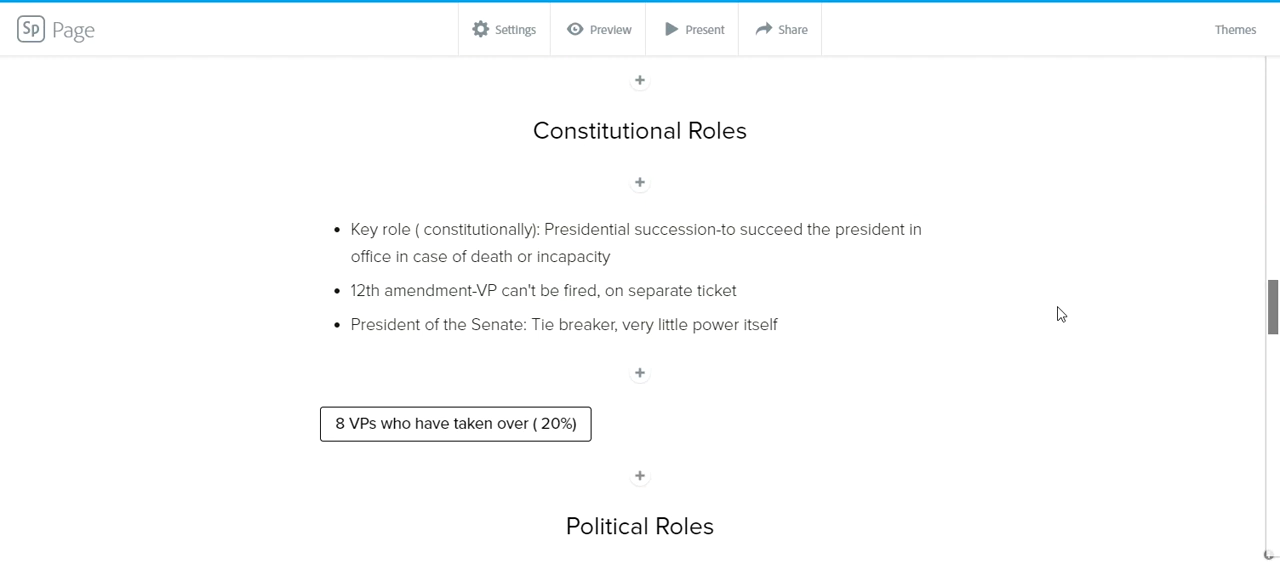 Sp Page
Settings
Preview
Present
Share
Themes
Constitutional Roles
• Key role ( constitutionally): Presidential succession-to succeed the president in
office in case of death or incapacity
• 12th amendment-VP can't be fired, on separate ticket
• President of the Senate: Tie breaker, very little power itself
8 VPs who have taken over ( 20%)
Political Roles